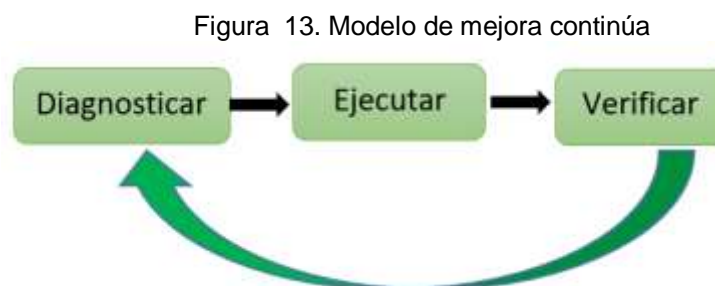 Figura 13. Modelo de mejora continúa
Diagnosticar
Ejecutar
Verificar